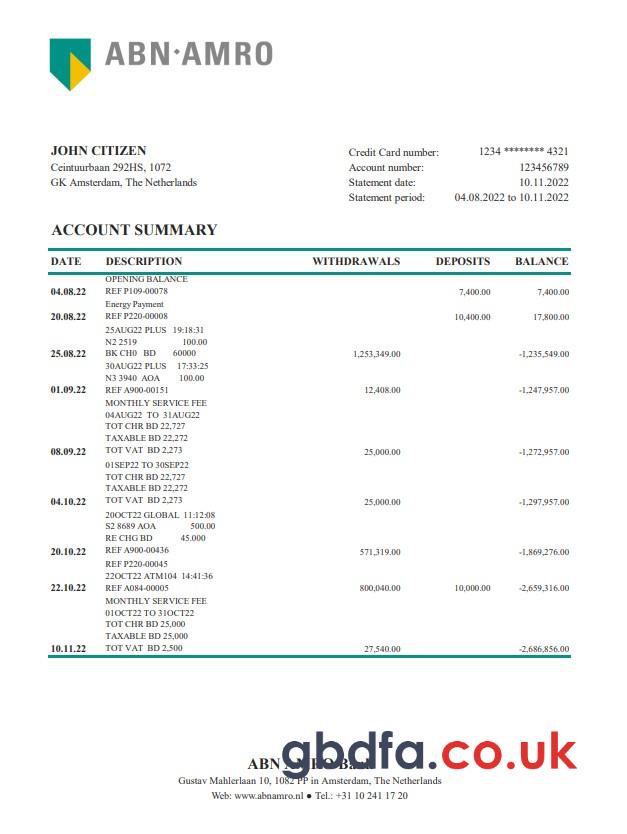 ABN·AMRO
JOHN CITIZEN
Ceintuurbaan 292HS, 1072
GK Amsterdam, The Netherlands
Credit Card number: 1234 ******** 4321
Account number: 123456789
Statement date: 10.11.2022
Statement period: 04.08.2022 to 10.11.2022
ACCOUNT SUMMARY
DATE DESCRIPTION WITHDRAWALS DEPOSITS BALANCE
OPENING BALANCE
04.08.22 REF P109-00078 7,400.00 7,400.00
Energy Payment
20.08.22 REF P220-00008 10,400.00 17,800.00
25AUG22 PLUS 19:18:31
N2 2519 100.00
25.08.22 BK CH0 BD 60000 1,253,349.00 -1,235,549.00
30AUG22 PLUS 17:33:25
N3 3940 AOA 100.00
01.09.22 REF A900-00151 12,408.00 -1,247,957.00
MONTHLY SERVICE FEE
04AUG22 TO 31AUG22
TOT CHR BD 22,727
TAXABLE BD 22,272
08.09.22 TOT VAT BD 2,273 25,000.00 -1,272,957.00
01SEP22 TO 30SEP22
TOT CHR BD 22,727
TAXABLE BD 22,272
04.10.22 TOT VAT BD 2,273 25,000.00 -1,297,957.00
20OCT22 GLOBAL 11:12:08
S2 8689 AOA 500.00
RE CHG BD 45.000
20.10.22 REF A900-00436 571,319.00 -1,869,276.00
REF P220-00045
22OCT22 ATM104 14:41:36
22.10.22 REF A084-00005 800,040.00 10,000.00 -2,659,316.00
MONTHLY SERVICE FEE
01OCT22 TO 31OCT22
TOT CHR BD 25,000
TAXABLE BD 25,000
10.11.22 TOT VAT BD 2,500 27,540.00 -2,686,856.00
gbdfa.co.uk
ABN AMRO Bank
Gustav Mahlerlaan 10, 1082 PP in Amsterdam, The Netherlands
Web: www.abnamro.nl ● Tel.: +31 10 241 17 20